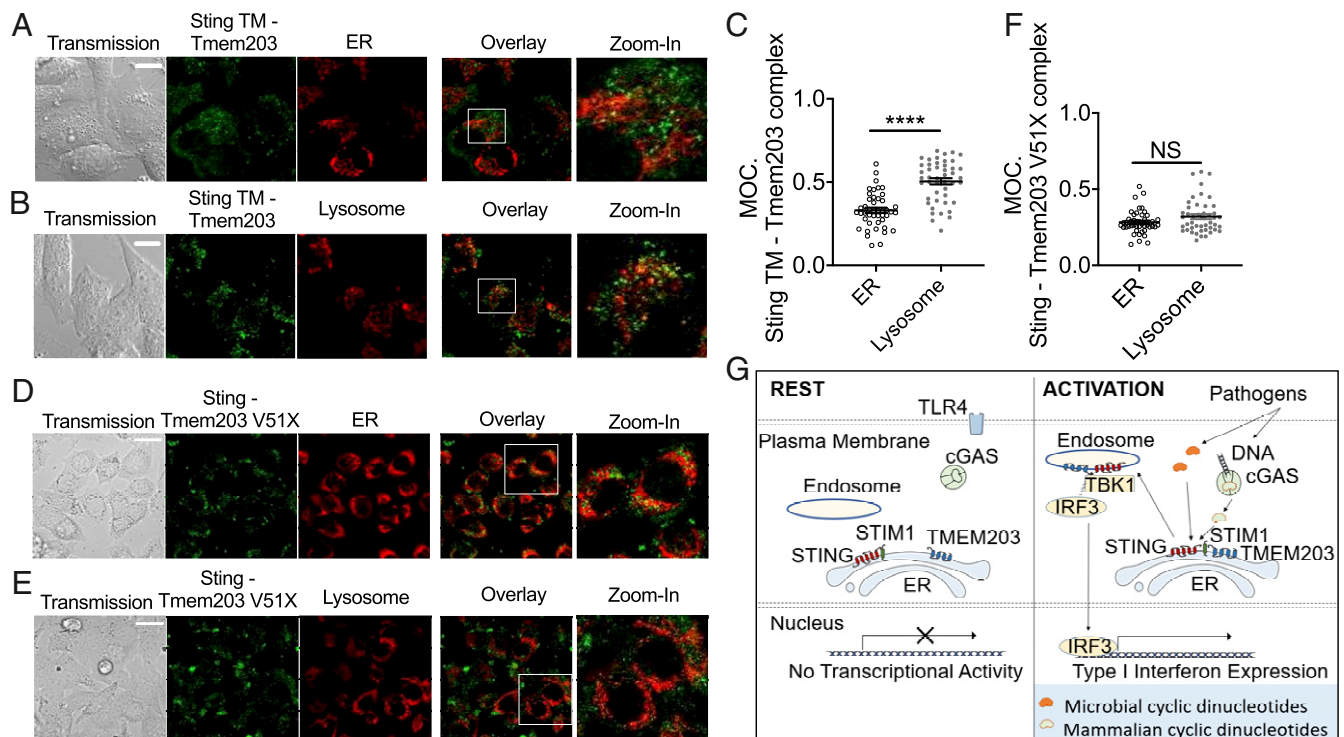 A
Transmission
Sting TM -
Tmem203
ER
Overlay
Zoom-In
B
Transmission
Sting TM -
Tmem203
Lysosome
Overlay
Zoom-In
C
MOC.
Sting TM - Tmem203 complex
1.0
0.5
0.0
****
ER
Lysosome
F
MOC.
Sting - Tmem203 V51X complex
1.0
0.5
0.0
NS
ER
Lysosome
D
Transmission
Sting -
Tmem203 V51X
ER
Overlay
Zoom-In
E
Transmission
Sting -
Tmem203 V51X
Lysosome
Overlay
Zoom-In
G
REST
TLR4
Plasma Membrane
cGAS
Endosome
STIM1
STING
TMEM203
ER
Nucleus
No Transcriptional Activity
ACTIVATION
Pathogens
Endosome
DNA
cGAS
TBK1
IRF3
STING
STIM1
TMEM203
ER
IRF3
Type I Interferon Expression
Microbial cyclic dinucleotides
Mammalian cyclic dinucleotides